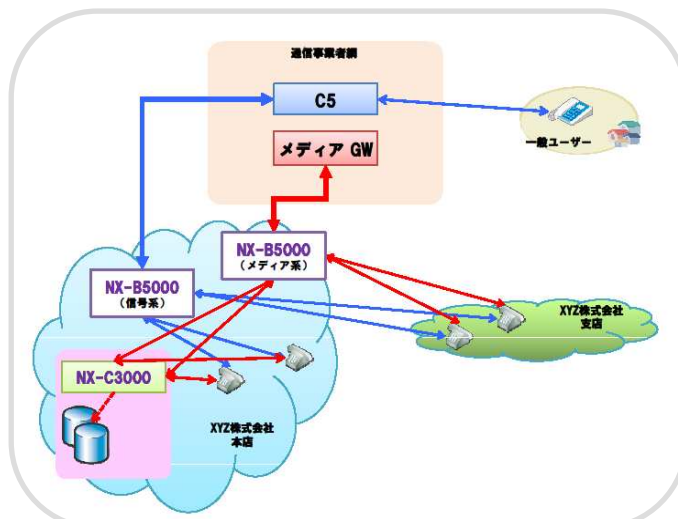 通信事業者網
C5
メディア GW
一般ユーザー
NX-B5000
（メディア系）
NX-B5000
（信号系）
XYZ株式会社
支店
NX-C3000
XYZ株式会社
本店